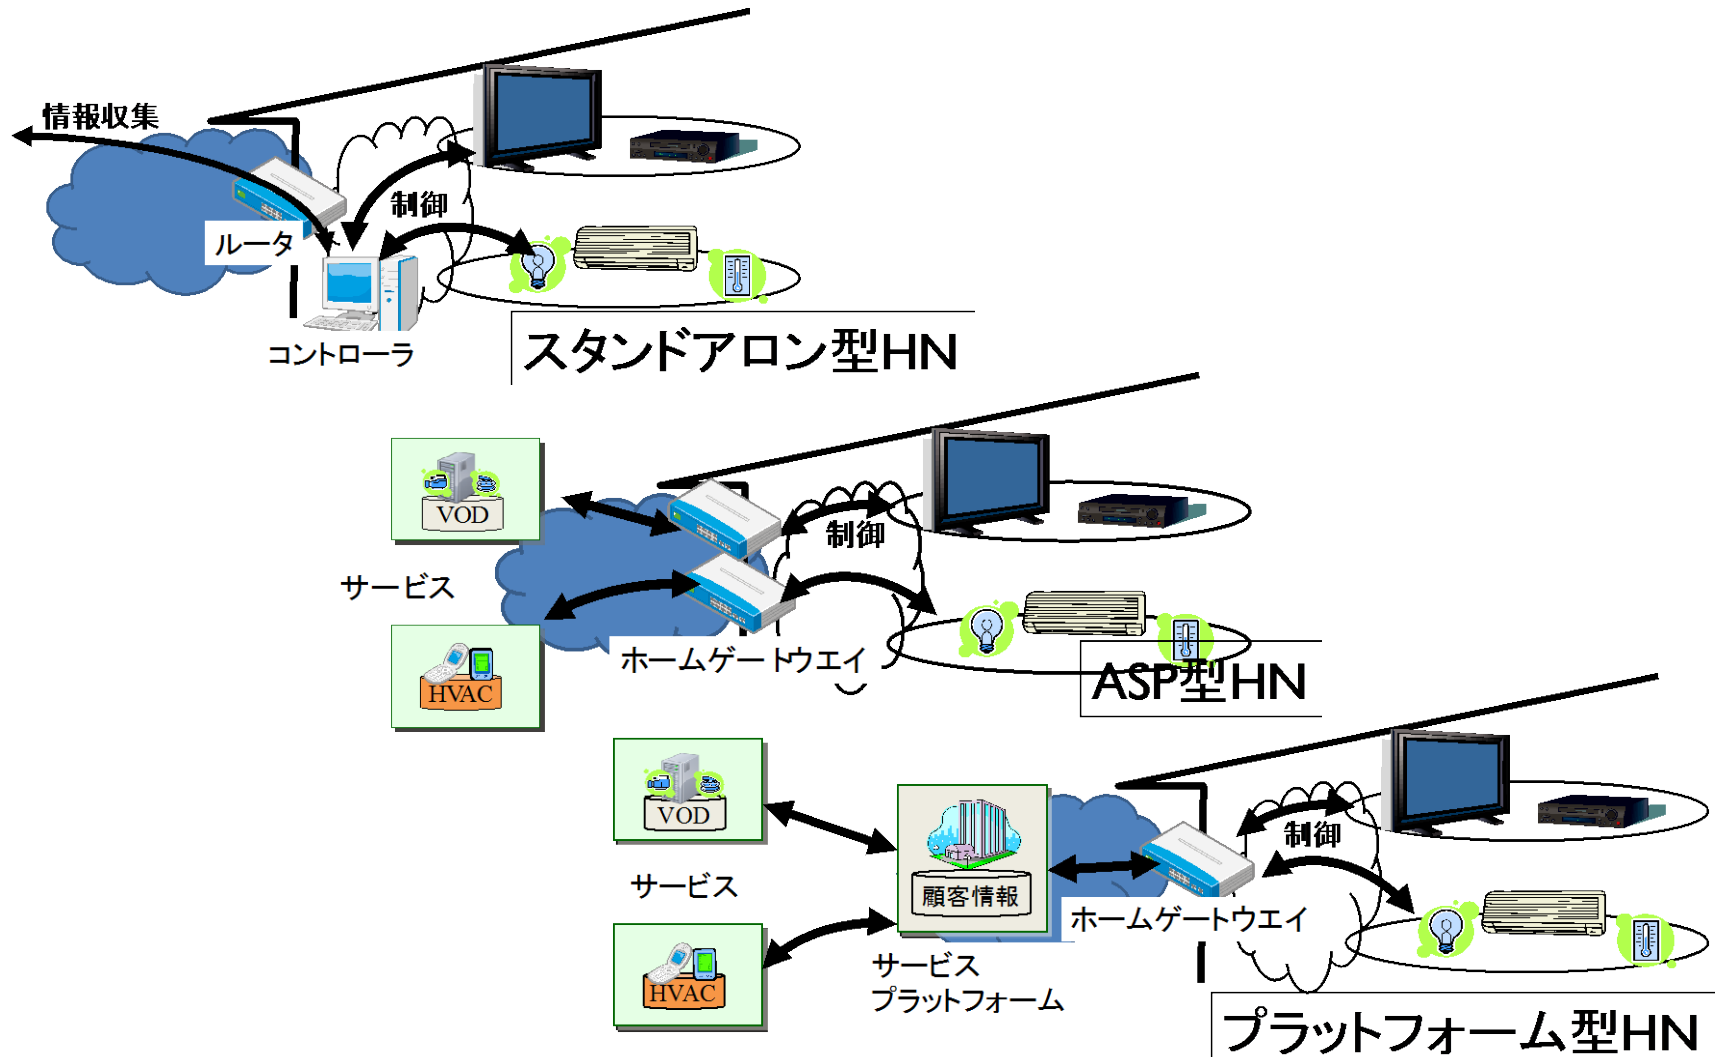 情報収集
制御
ルータ
コントローラ
スタンドアロン型HN
VOD
制御
サービス
ホームゲートウエイ
HVAC
ASP型HN
VOD
制御
サービス
顧客情報
ホームゲートウエイ
サービス
プラットフォーム
HVAC
プラットフォーム型HN